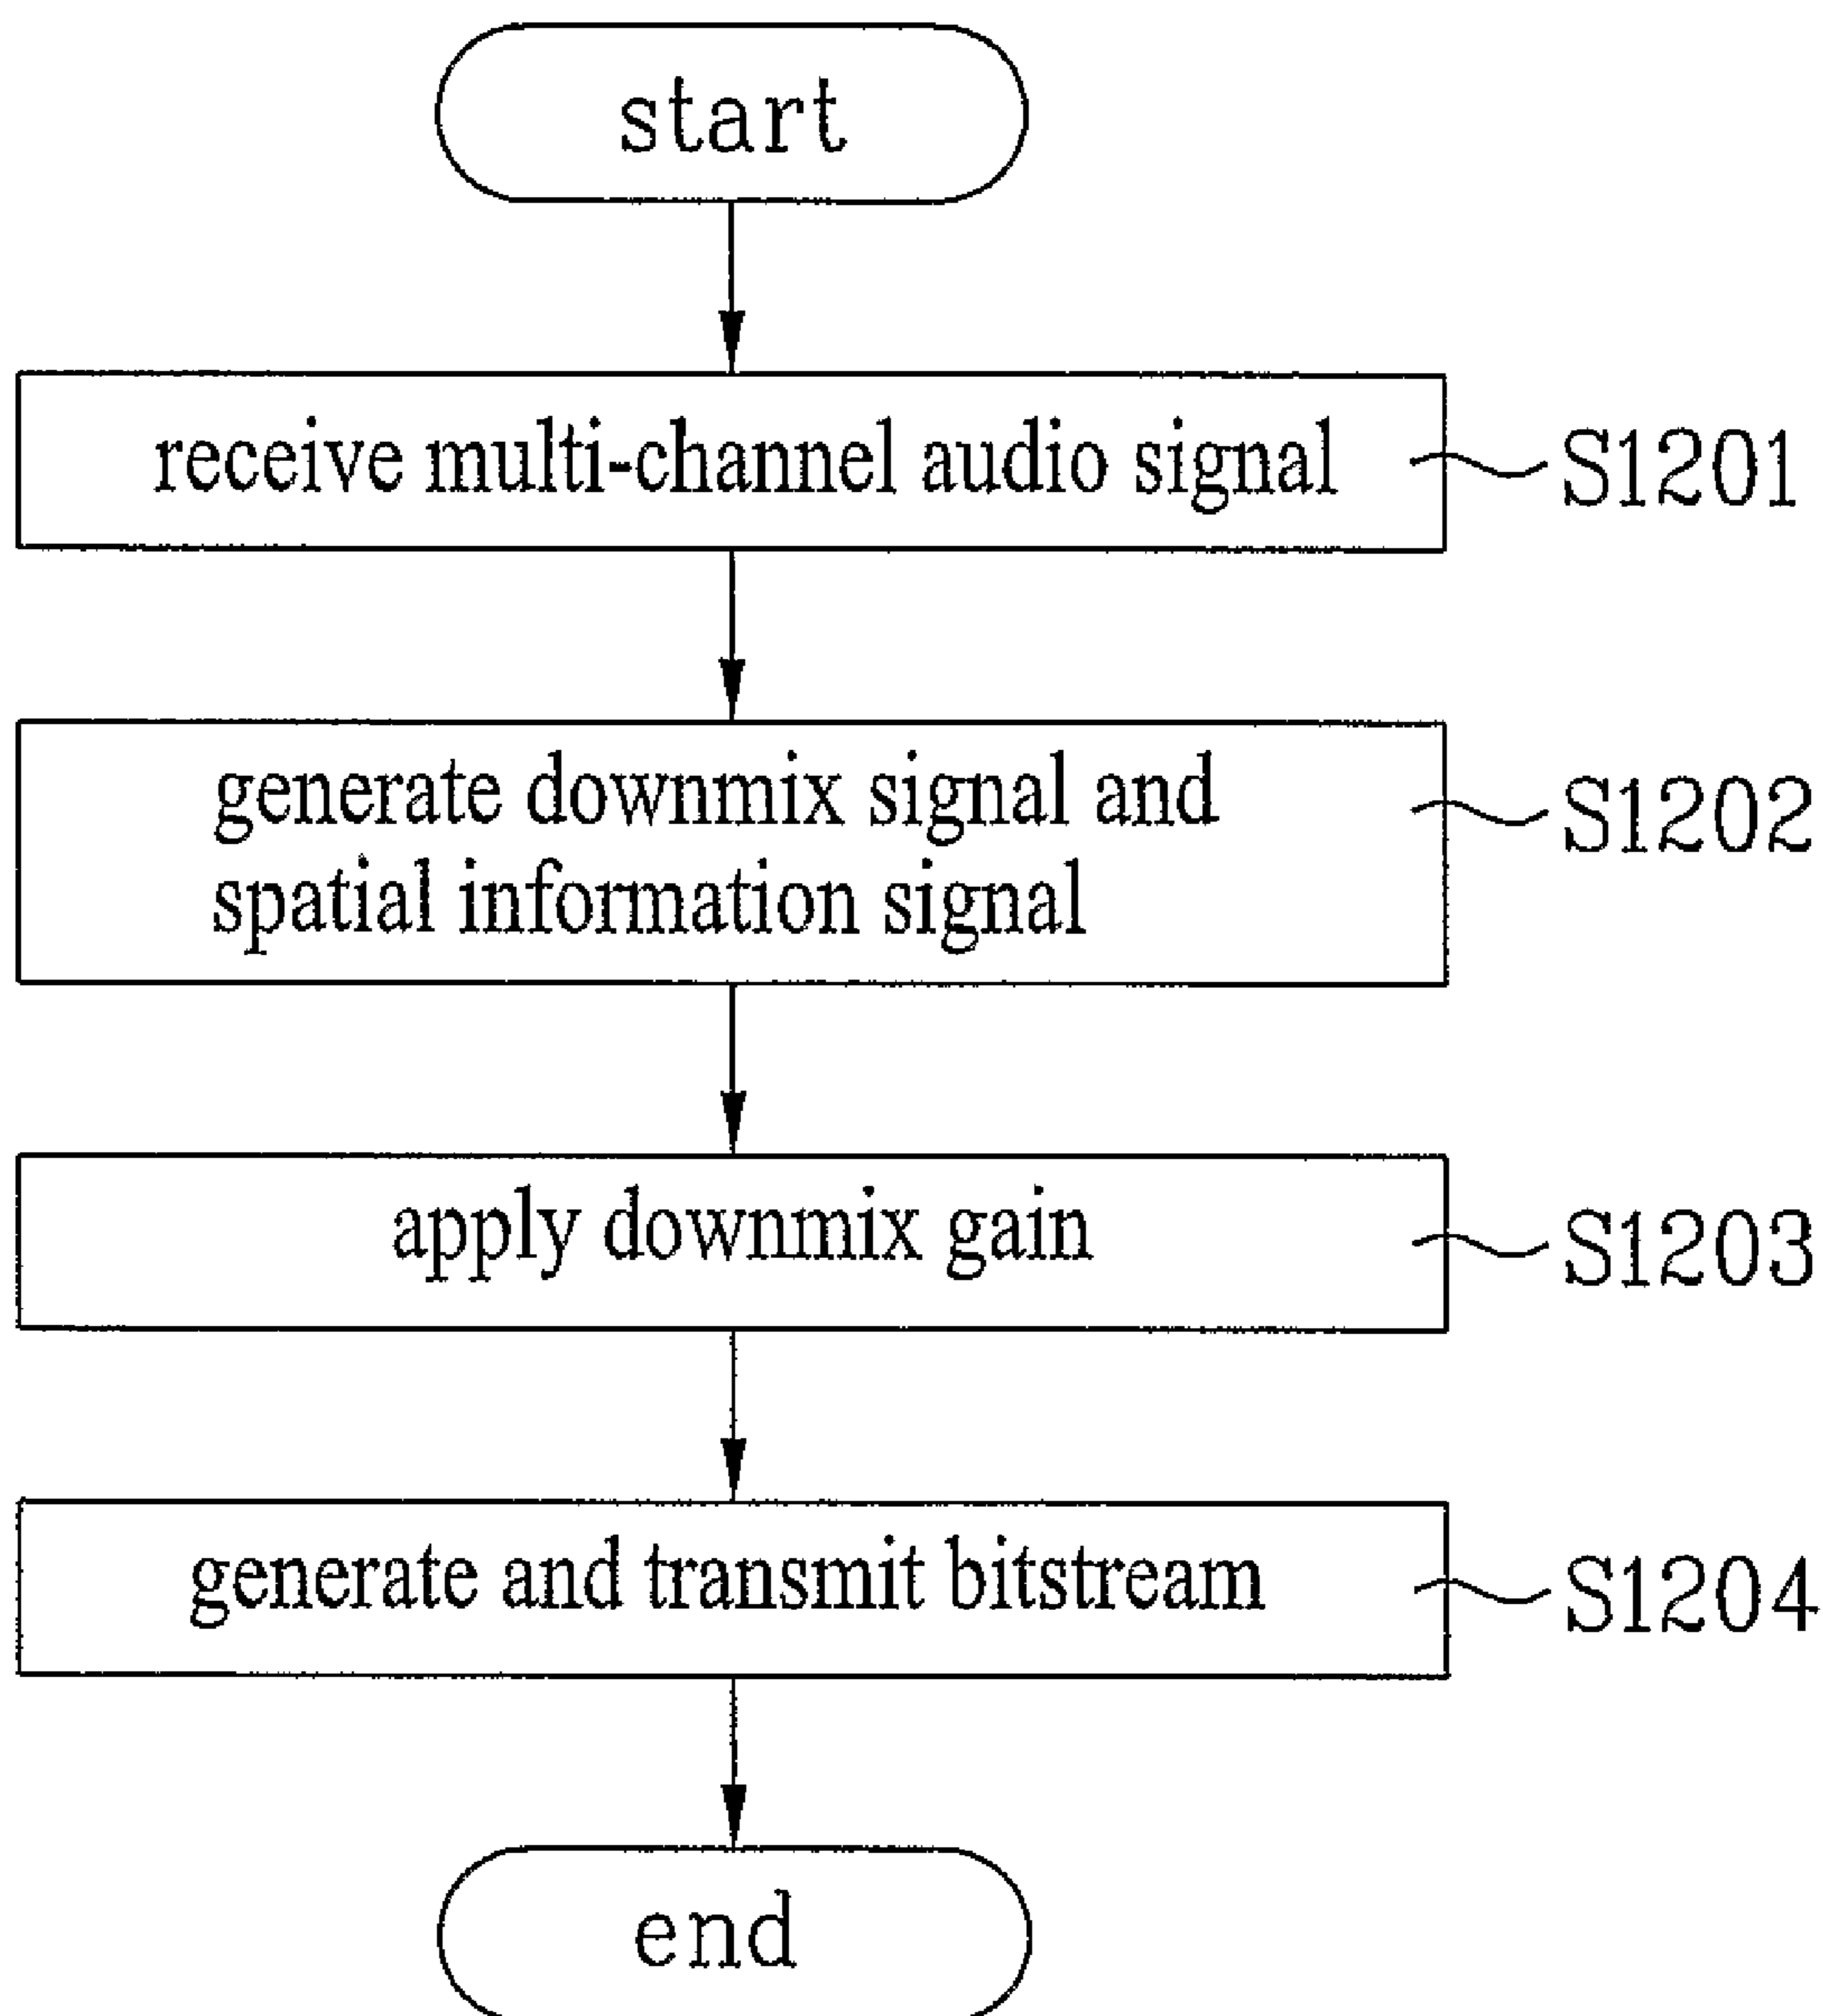 start
receive multi-channel audio signal
S1201
generate downmix signal and
spatial information signal
S1202
apply downmix gain
S1203
generate and transmit bitstream
S1204
end